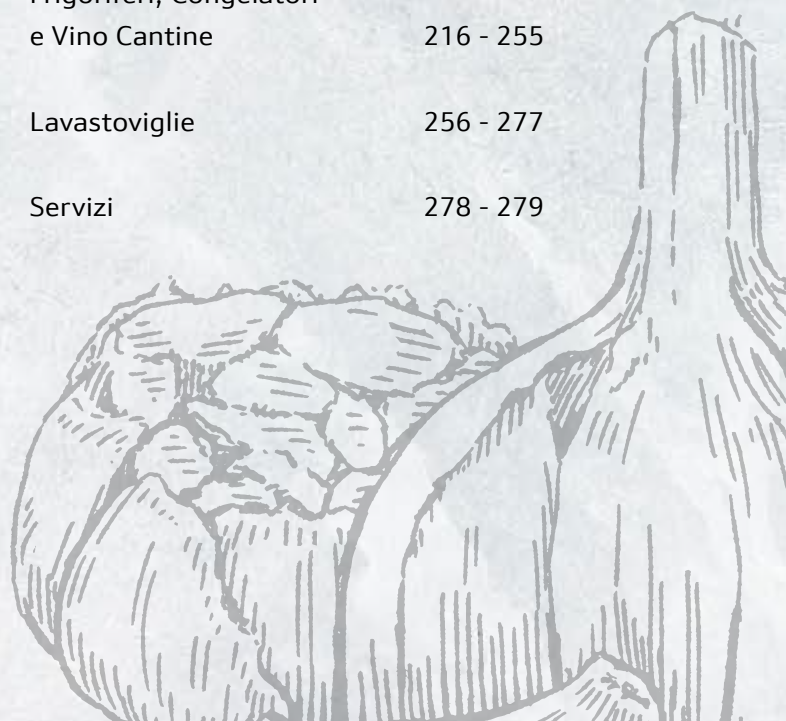 Frigoriferi, Congelatori
e Vino Cantine 216 - 255
Lavastoviglie 256 - 277
Servizi 278 - 279